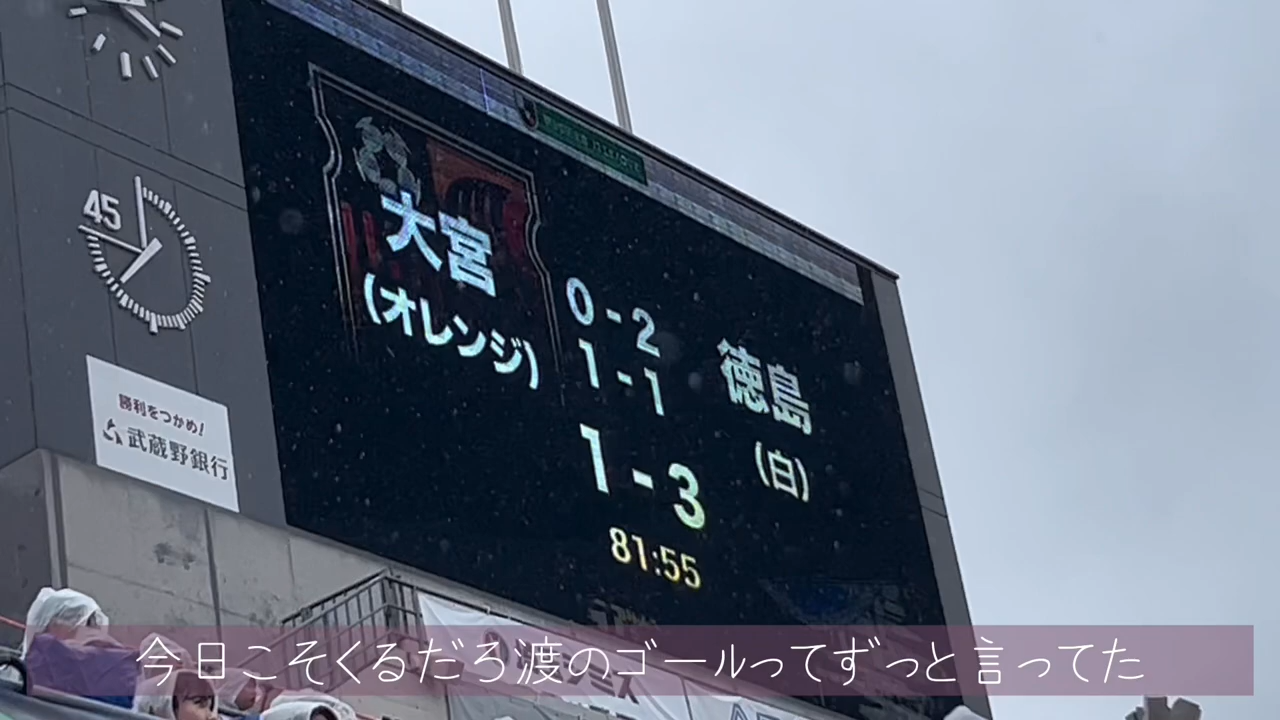 大宮
(オレンジ)
0-2
1-1
1-3
81:55
徳島
(白)
45
勝利をつかめ!
武蔵野銀行
今日こそくるだろ渡のゴールってずっと言ってた